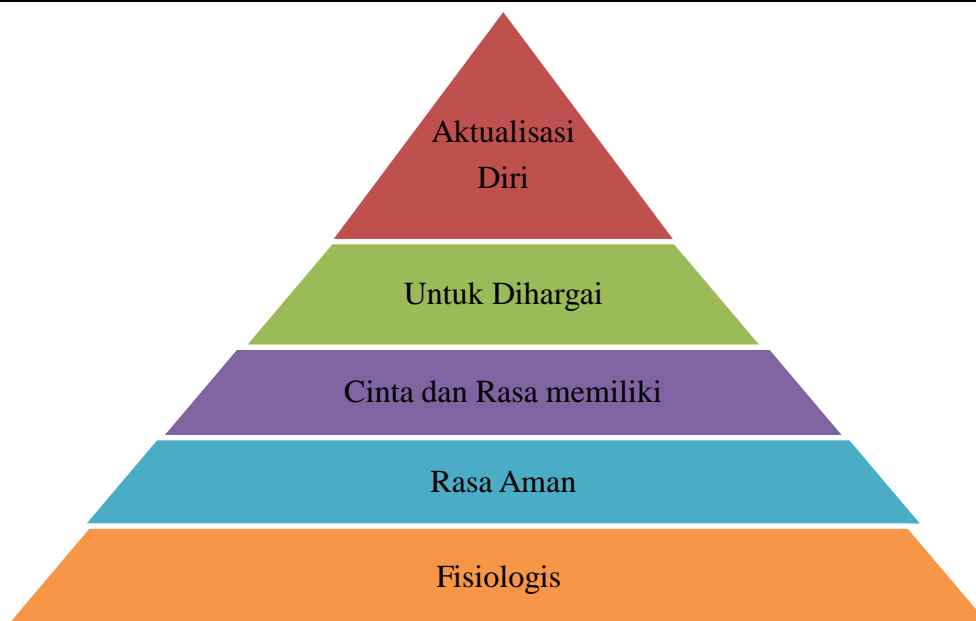 Aktualisasi
Diri
Untuk Dihargai
Cinta dan Rasa memiliki
Rasa Aman
Fisiologis